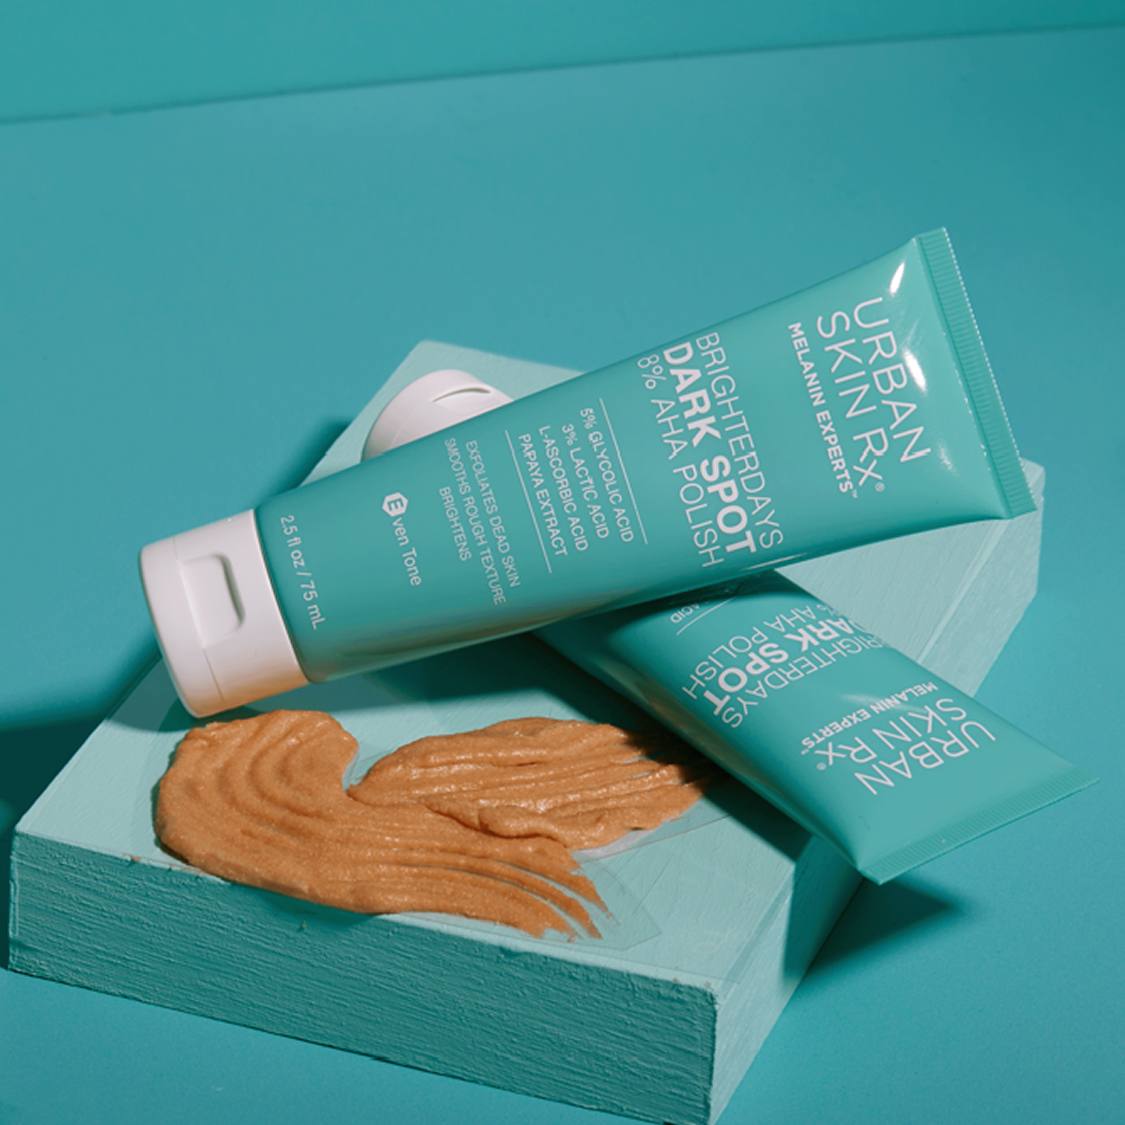 URBAN
SKIN Rx®
MELANIN EXPERTS™
BRIGHTERDAYS
DARK SPOT
8% AHA POLISH
5% GLYCOLIC ACID
3% LACTIC ACID
L-ASCORBIC ACID
PAPAYA EXTRACT
EXFOLIATES DEAD SKIN
SMOOTHS ROUGH TEXTURE
BRIGHTENS
Even Tone
2.5 fl oz / 75 mL
URBAN
SKIN Rx®
MELANIN EXPERTS™
RIGHTERDAYS
DARK SPOT
% AHA POLISH
ACID